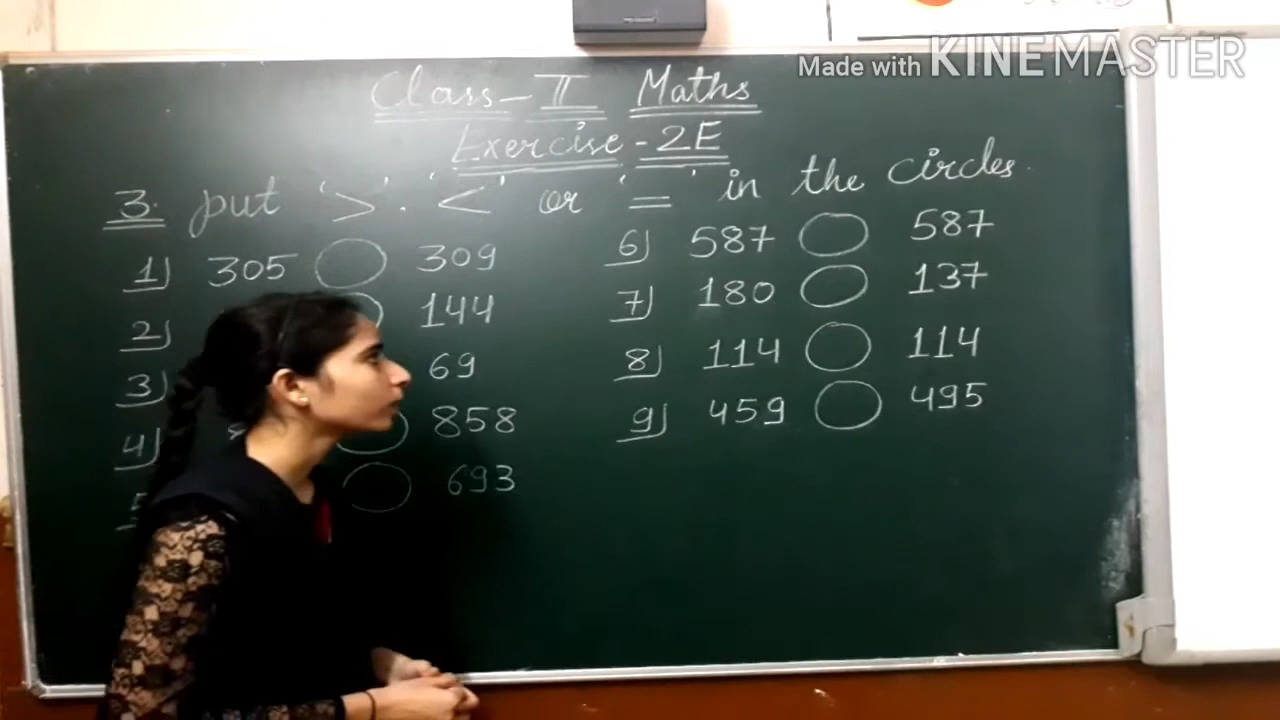 Made with KINEMASTER
Class-II Maths
Exercise-2E
3. put '>'. '<' or '=' in the circles.
1) 305 309
2) 144
3) 69
4) 858
693
6) 587 587
7) 180 137
8) 114 114
9) 459 495